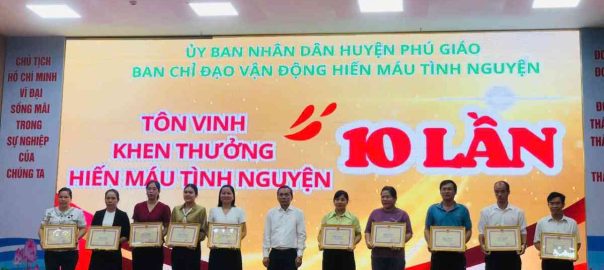 CHỦ TỊCH
HỒ CHÍ MINH
VĨ ĐẠI
SỐNG MÃI
TRONG
SỰ NGHIỆP
CỦA
CHÚNG TA
ỦY BAN NHÂN DÂN HUYỆN PHÚ GIÁO
BAN CHỈ ĐẠO VẬN ĐỘNG HIẾN MÁU TÌNH NGUYỆN
TÔN VINH
KHEN THƯỞNG
HIẾN MÁU TÌNH NGUYỆN
10 LẦN